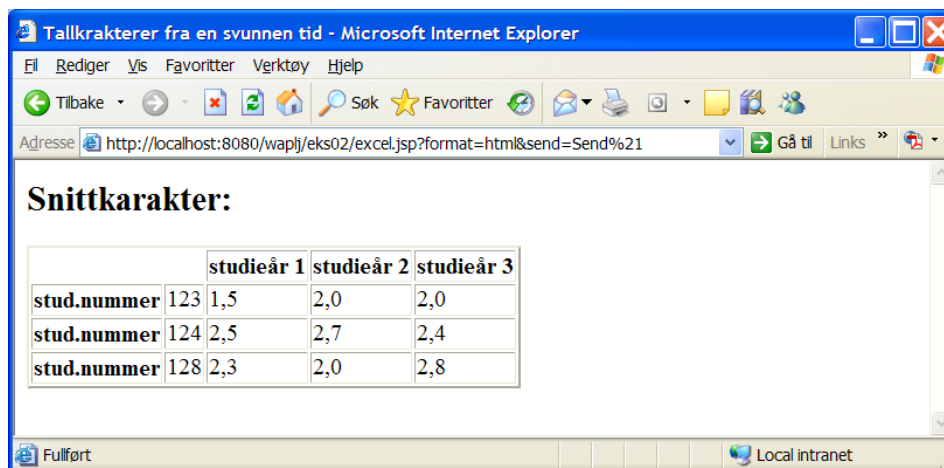 Tallkrakterer fra en svunnen tid - Microsoft Internet Explorer
Fil Rediger Vis Favoritter Verktøy Hjelp
Tilbake Søk Favoritter
Adresse http://localhost:8080/waplj/eks02/excel.jsp?format=html&send=Send%21 Gå til Links »
Snittkarakter:
studieår 1 studieår 2 studieår 3
stud.nummer 123 1,5 2,0 2,0
stud.nummer 124 2,5 2,7 2,4
stud.nummer 128 2,3 2,0 2,8
Fullført Local intranet